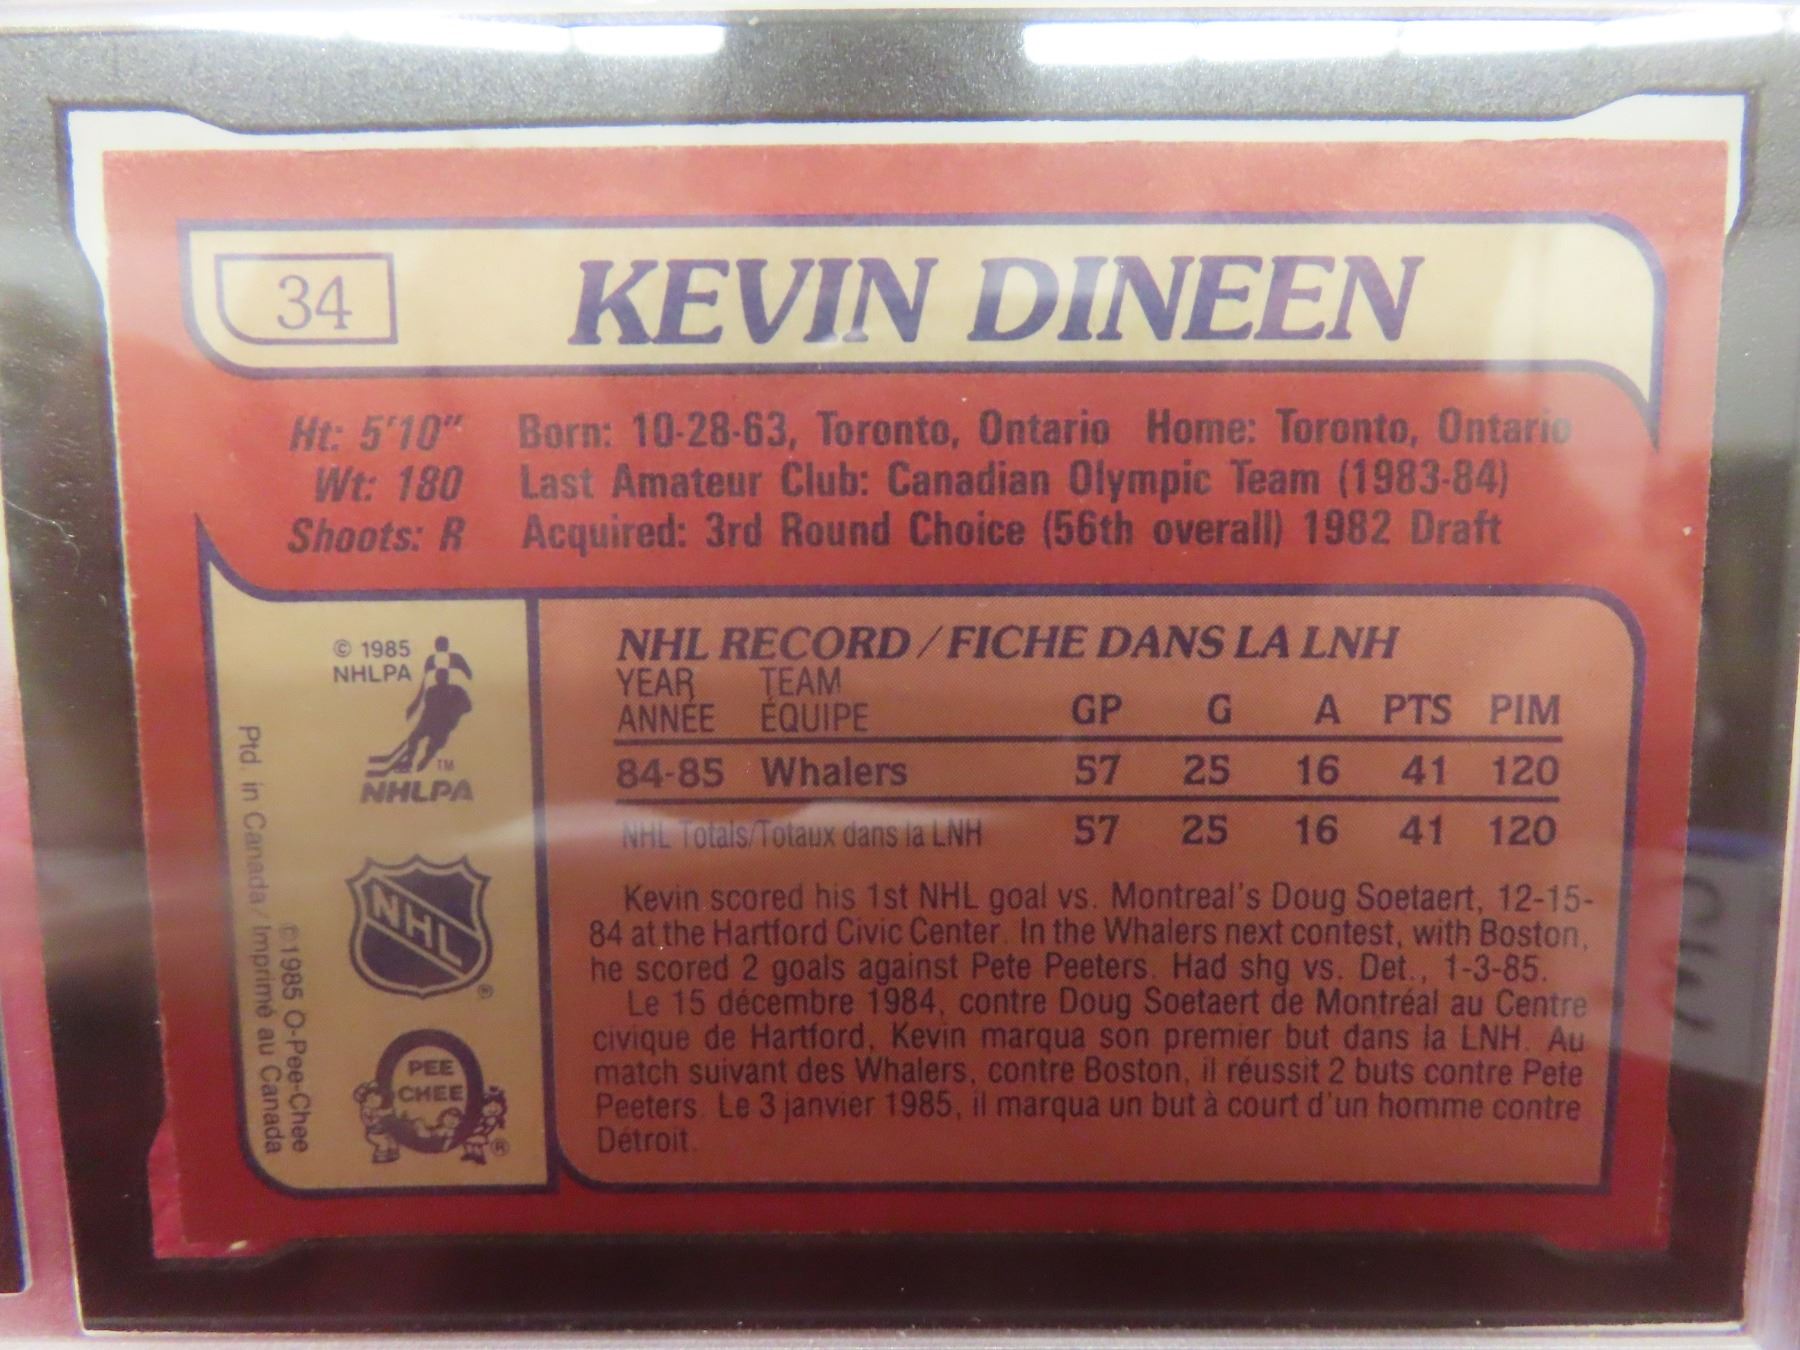 34
KEVIN DINEEN
Ht: 5'10" Born: 10-28-63, Toronto, Ontario Home: Toronto, Ontario
Wt: 180 Last Amateur Club: Canadian Olympic Team (1983-84)
Shoots: R Acquired: 3rd Round Choice (56th overall) 1982 Draft
© 1985
NHLPA
TM
NHLPA
NHL
®
PEE
CHEE
®
©1985 O-Pee-Chee
Ptd. in Canada/Imprimé au Canada
NHL RECORD/FICHE DANS LA LNH
YEAR TEAM
ANNÉE ÉQUIPE GP G A PTS PIM
84-85 Whalers 57 25 16 41 120
NHL Totals/Totaux dans la LNH 57 25 16 41 120
Kevin scored his 1st NHL goal vs. Montreal's Doug Soetaert, 12-15-
84 at the Hartford Civic Center. In the Whalers next contest, with Boston,
he scored 2 goals against Pete Peeters. Had shg vs. Det., 1-3-85.
Le 15 décembre 1984, contre Doug Soetaert de Montréal au Centre
civique de Hartford, Kevin marqua son premier but dans la LNH. Au
match suivant des Whalers, contre Boston, il réussit 2 buts contre Pete
Peeters. Le 3 janvier 1985, il marqua un but à court d'un homme contre
Détroit.